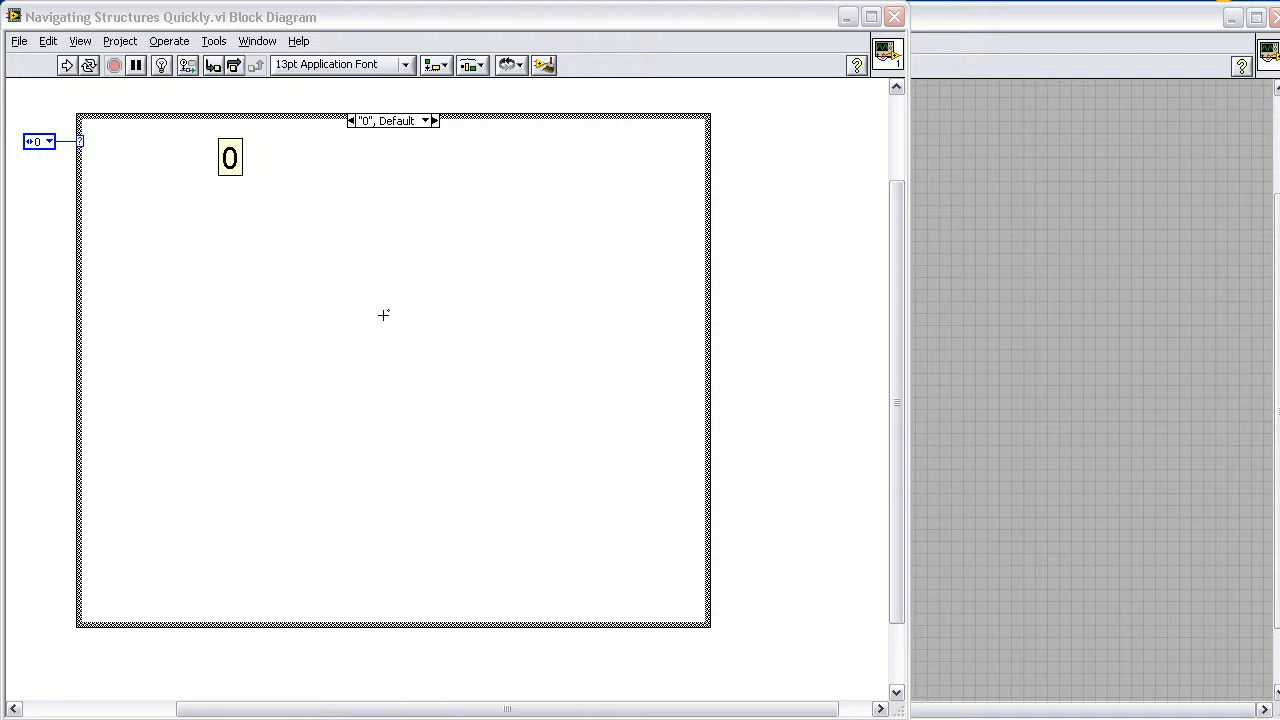 Navigating Structures Quickly.vi Block Diagram
File Edit View Project Operate Tools Window Help
13pt Application Font
?
?
1
"0", Default
0
?
0